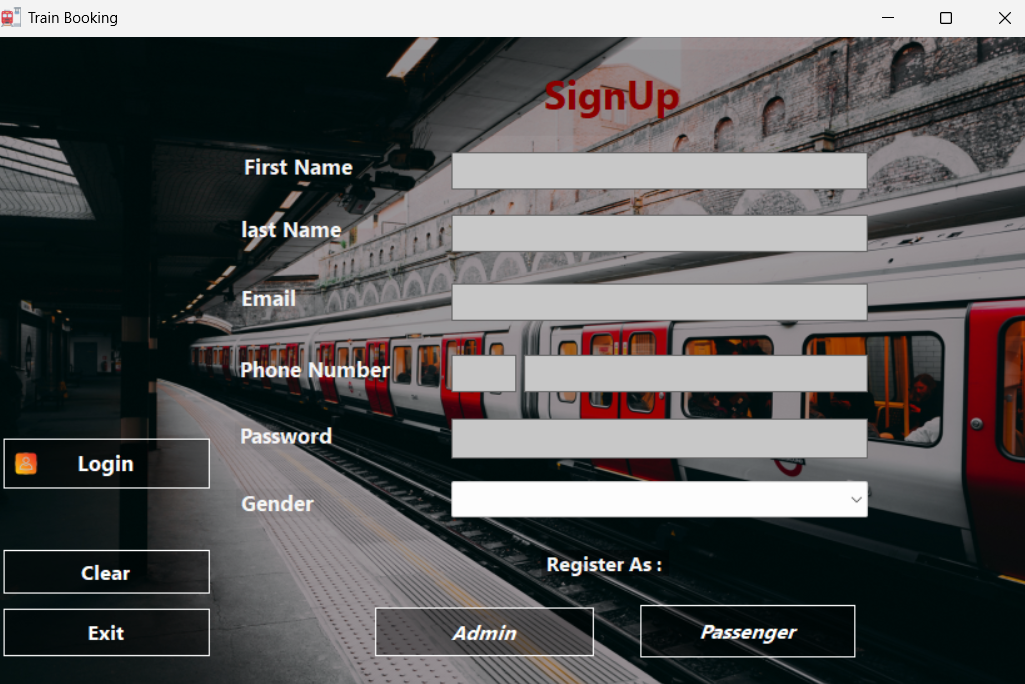 Train Booking
SignUp
First Name
last Name
Email
Phone Number
Password
Gender
Login
Clear
Exit
Register As :
Admin
Passenger